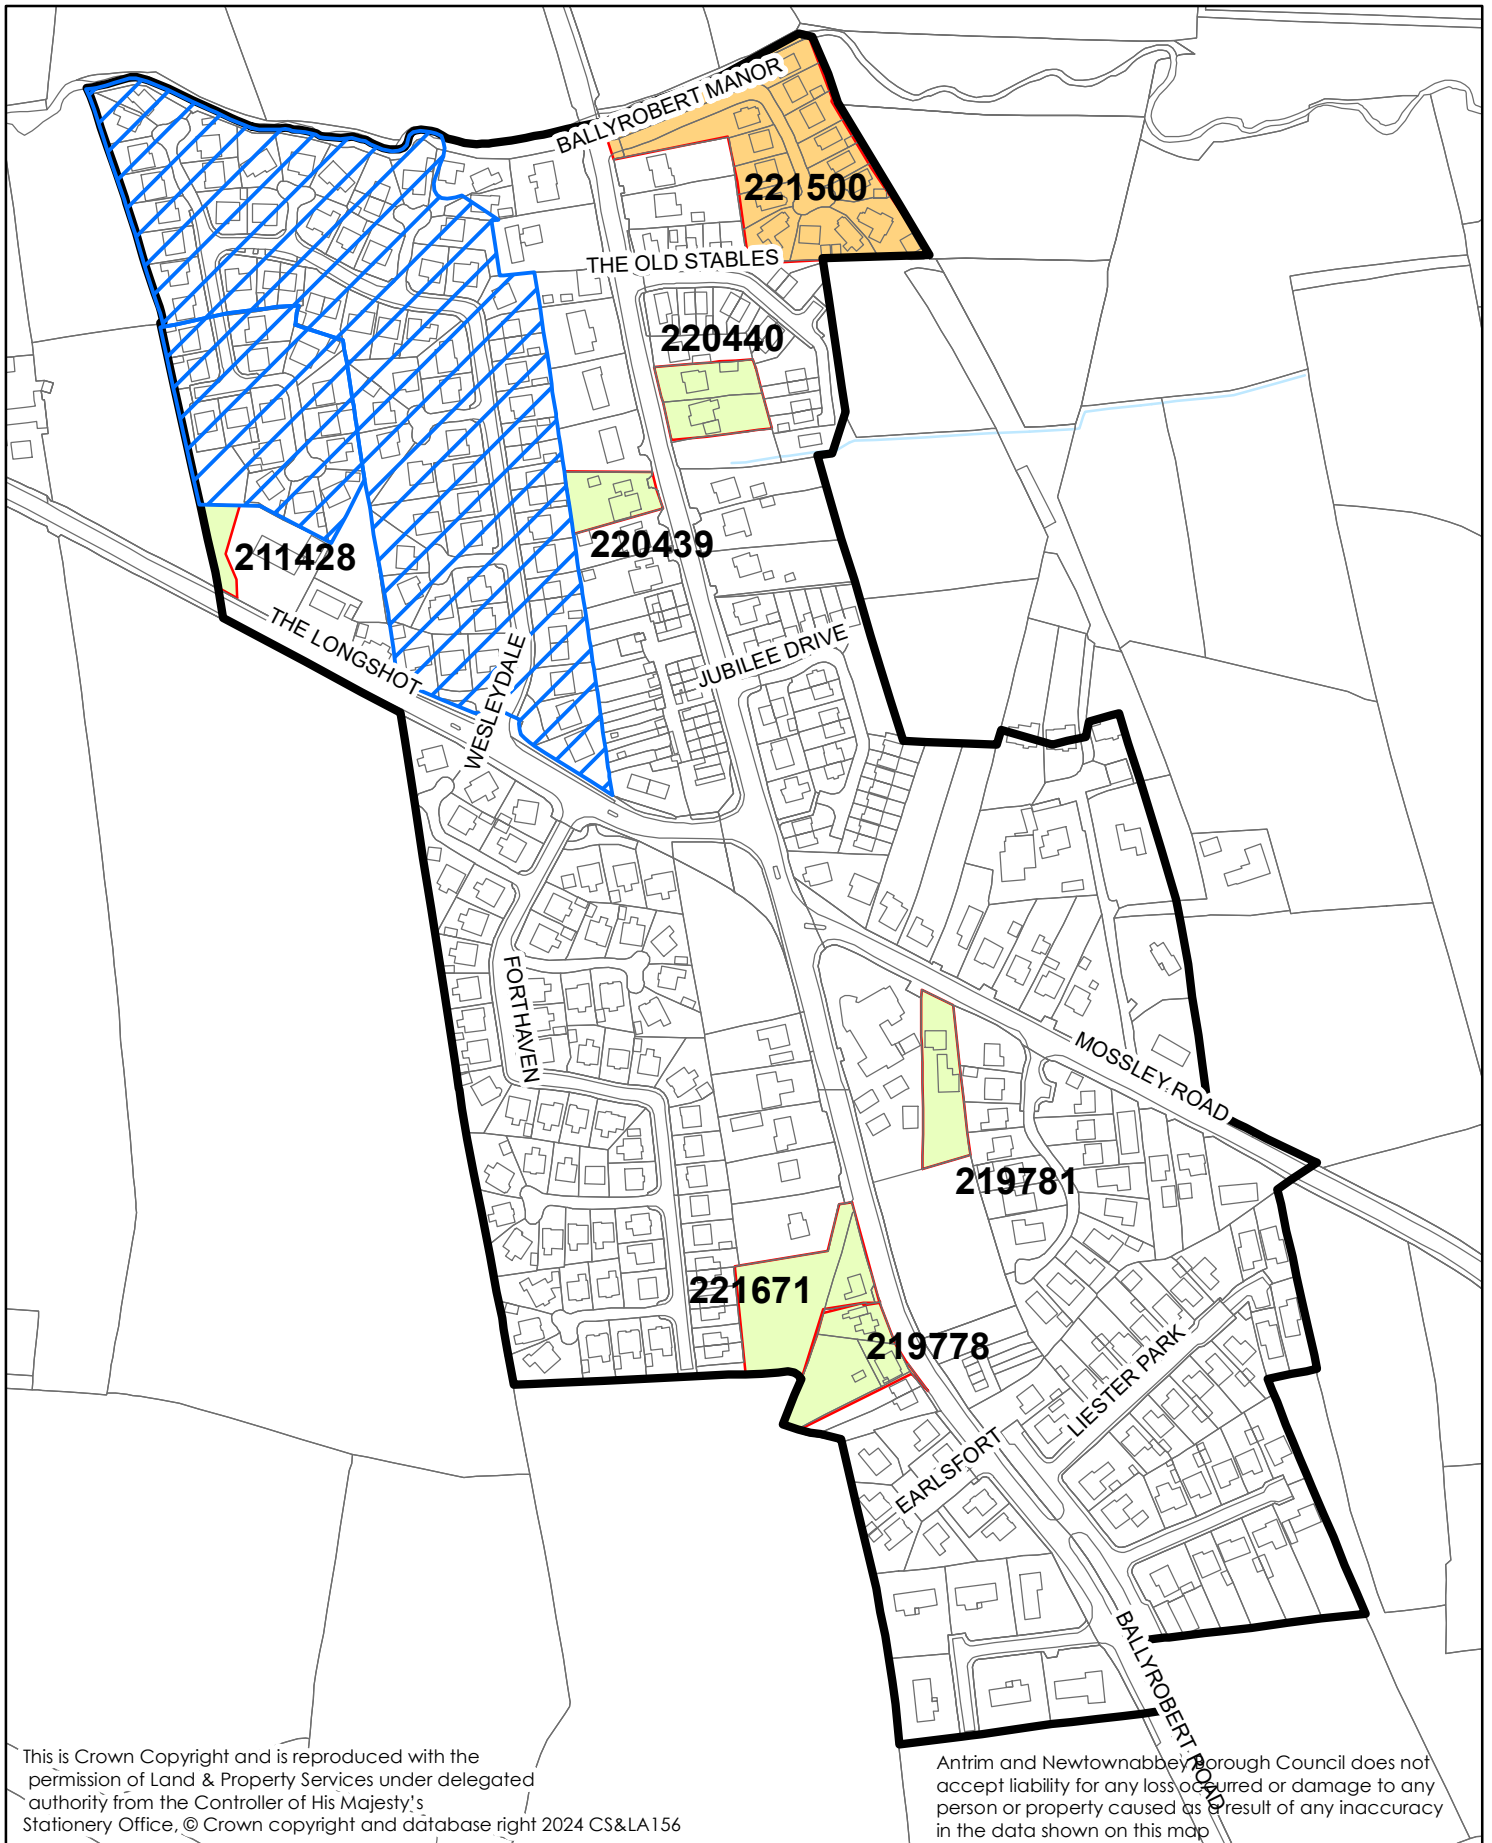 BALLYROBERT MANOR
221500
THE OLD STABLES
220440
220439
211428
THE LONGSHOT
WESLEYDALE
JUBILEE DRIVE
FORTHAVEN
MOSSLEY ROAD
219781
221671
219778
LIESTER PARK
EARLSFORT
BALLYROBERT ROAD
This is Crown Copyright and is reproduced with the
permission of Land & Property Services under delegated
authority from the Controller of His Majesty's
Stationery Office, © Crown copyright and database right 2024 CS&LA156
Antrim and Newtownabbey Borough Council does not
accept liability for any loss occurred or damage to any
person or property caused as a result of any inaccuracy
in the data shown on this map